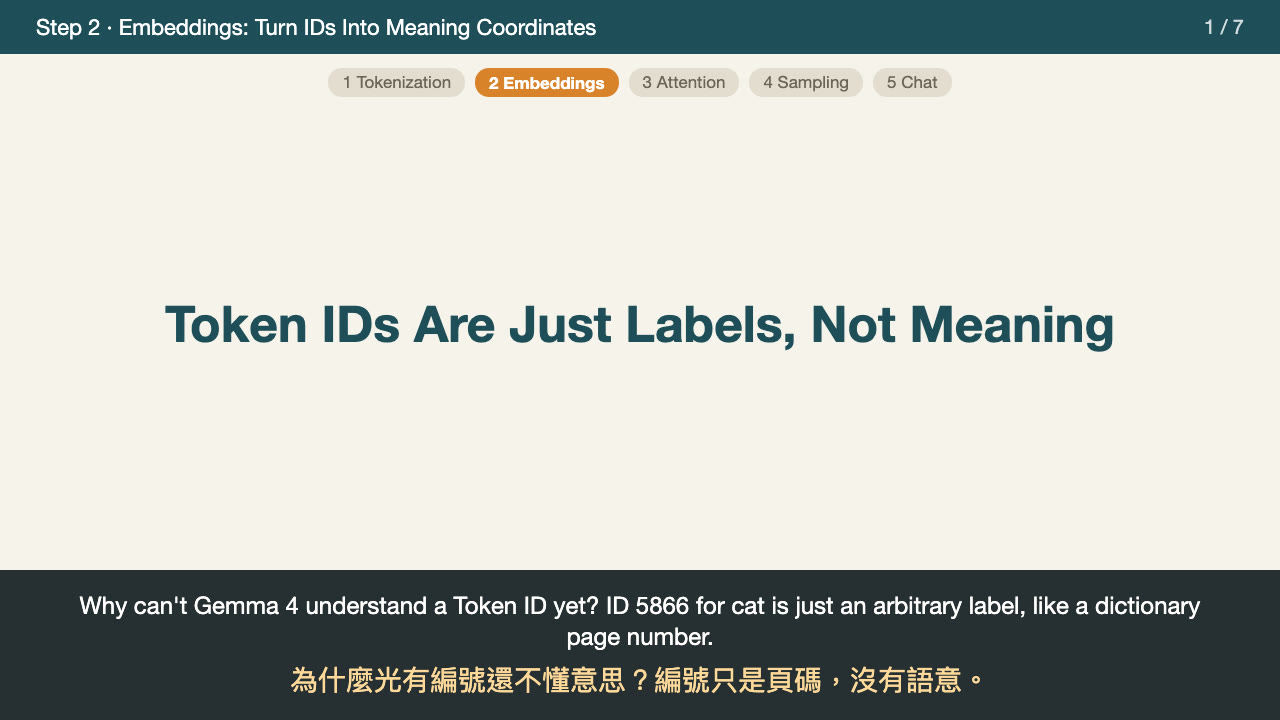 Step 2 · Embeddings: Turn IDs Into Meaning Coordinates
1 / 7
1 Tokenization
2 Embeddings
3 Attention
4 Sampling
5 Chat
Token IDs Are Just Labels, Not Meaning
Why can't Gemma 4 understand a Token ID yet? ID 5866 for cat is just an arbitrary label, like a dictionary
page number.
為什麼光有編號還不懂意思？編號只是頁碼，沒有語意。